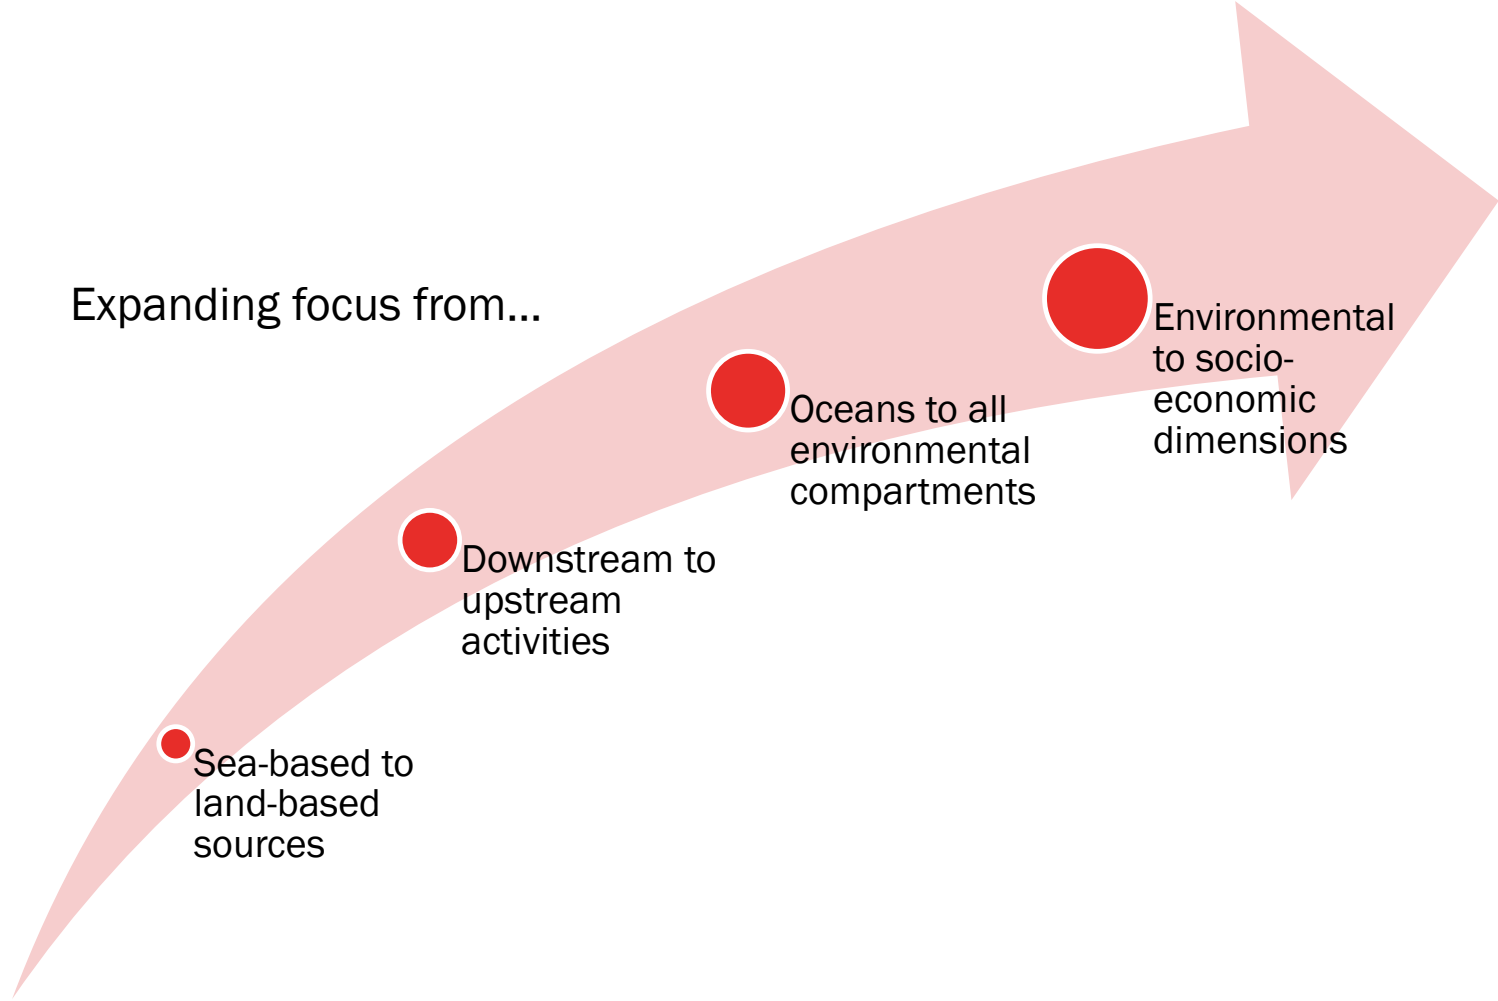 Expanding focus from...
Sea-based to
land-based
sources
Downstream to
upstream
activities
Oceans to all
environmental
compartments
Environmental
to socio-
economic
dimensions